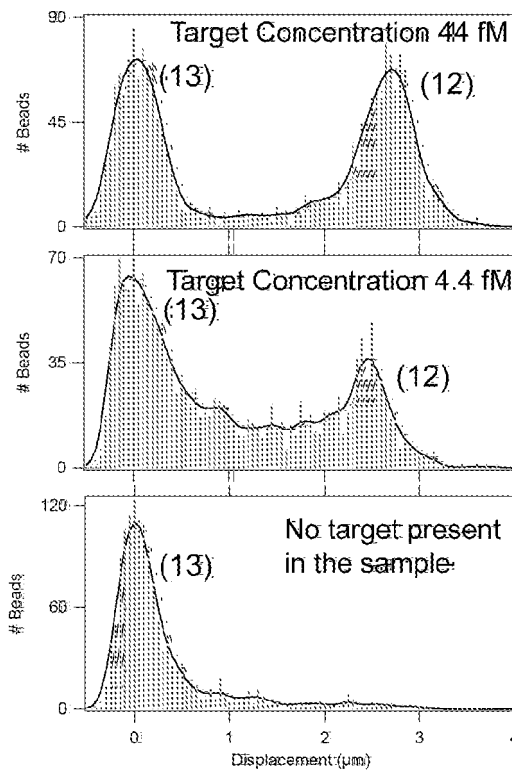 90
Target Concentration 44 fM
(13)
(12)
45
# Beads
0
70
Target Concentration 4.4 fM
(13)
35
(12)
# Beads
0
120
No target present
in the sample
(13)
60
# Beads
0
0 1 2 3 4
Displacement (µm)